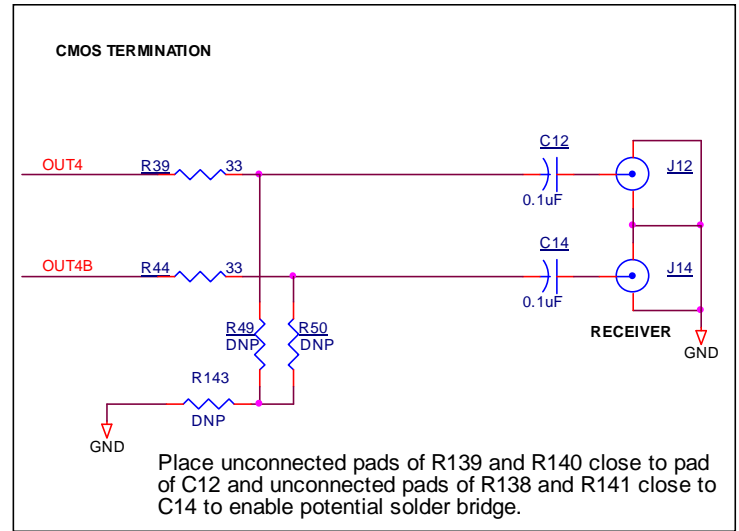 CMOS TERMINATION
OUT4 R39 33
C12
0.1uF
J12
OUT4B R44 33
C14
0.1uF
J14
R49 R50
DNP DNP
RECEIVER
GND
R143
DNP
GND
Place unconnected pads of R139 and R140 close to pad
of C12 and unconnected pads of R138 and R141 close to
C14 to enable potential solder bridge.